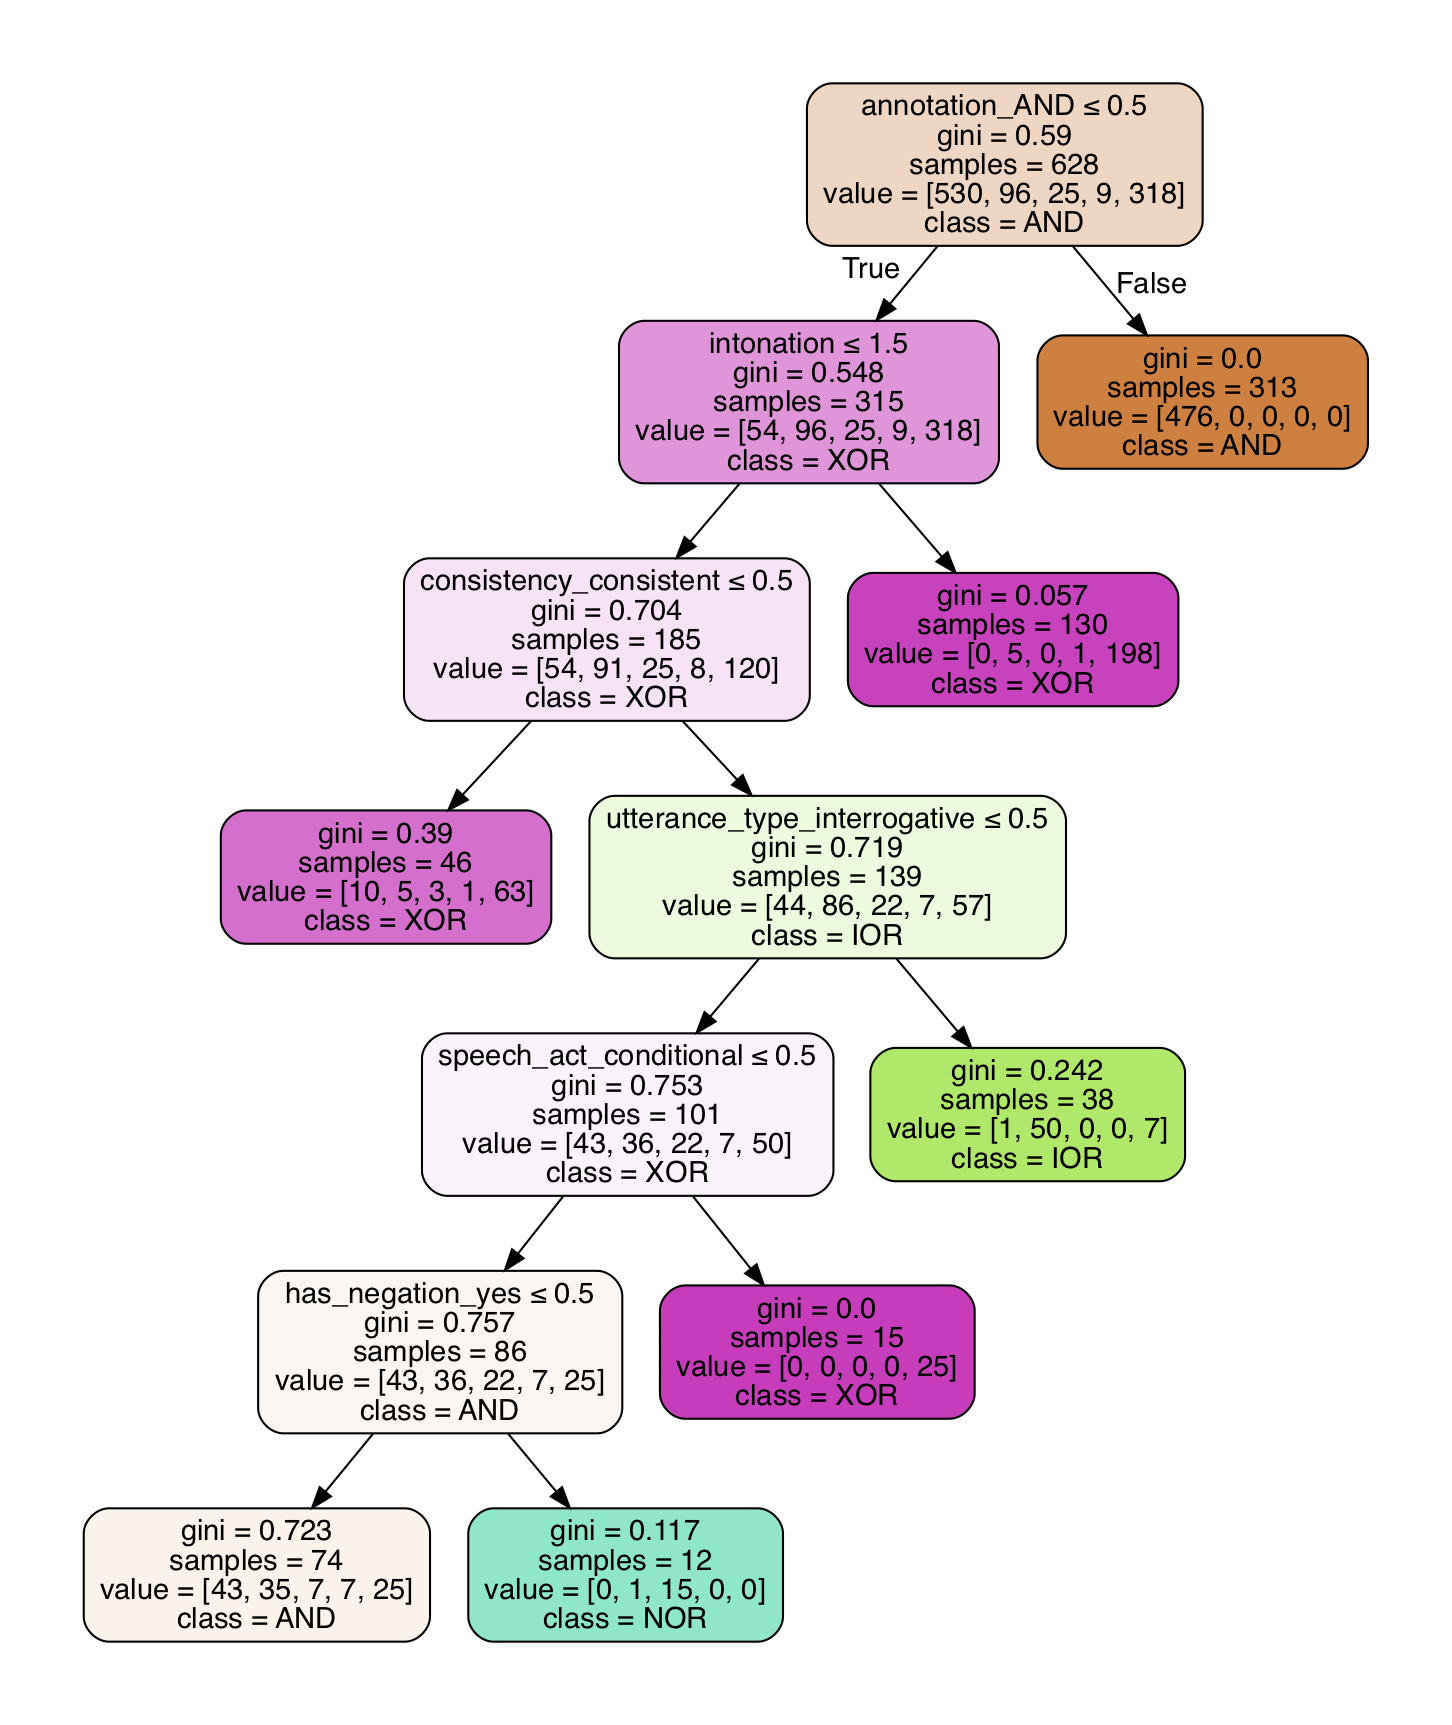 annotation_AND ≤ 0.5
gini = 0.59
samples = 628
value = [530, 96, 25, 9, 318]
class = AND
True
False
intonation ≤ 1.5
gini = 0.548
samples = 315
value = [54, 96, 25, 9, 318]
class = XOR
gini = 0.0
samples = 313
value = [476, 0, 0, 0, 0]
class = AND
consistency_consistent ≤ 0.5
gini = 0.704
samples = 185
value = [54, 91, 25, 8, 120]
class = XOR
gini = 0.057
samples = 130
value = [0, 5, 0, 1, 198]
class = XOR
gini = 0.39
samples = 46
value = [10, 5, 3, 1, 63]
class = XOR
utterance_type_interrogative ≤ 0.5
gini = 0.719
samples = 139
value = [44, 86, 22, 7, 57]
class = IOR
speech_act_conditional ≤ 0.5
gini = 0.753
samples = 101
value = [43, 36, 22, 7, 50]
class = XOR
gini = 0.242
samples = 38
value = [1, 50, 0, 0, 7]
class = IOR
has_negation_yes ≤ 0.5
gini = 0.757
samples = 86
value = [43, 36, 22, 7, 25]
class = AND
gini = 0.0
samples = 15
value = [0, 0, 0, 0, 25]
class = XOR
gini = 0.723
samples = 74
value = [43, 35, 7, 7, 25]
class = AND
gini = 0.117
samples = 12
value = [0, 1, 15, 0, 0]
class = NOR